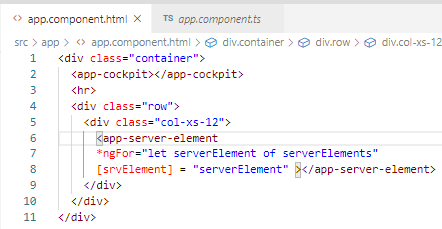 <> app.component.html ×
TS app.component.ts
src > app > <> app.component.html > div.container > div.row > div.col-xs-12
1 <div class="container">
2 <app-cockpit></app-cockpit>
3 <hr>
4 <div class="row">
5 <div class="col-xs-12">
6 <app-server-element
7 *ngFor="let serverElement of serverElements"
8 [srvElement] = "serverElement" ></app-server-element>
9 </div>
10 </div>
11 </div>